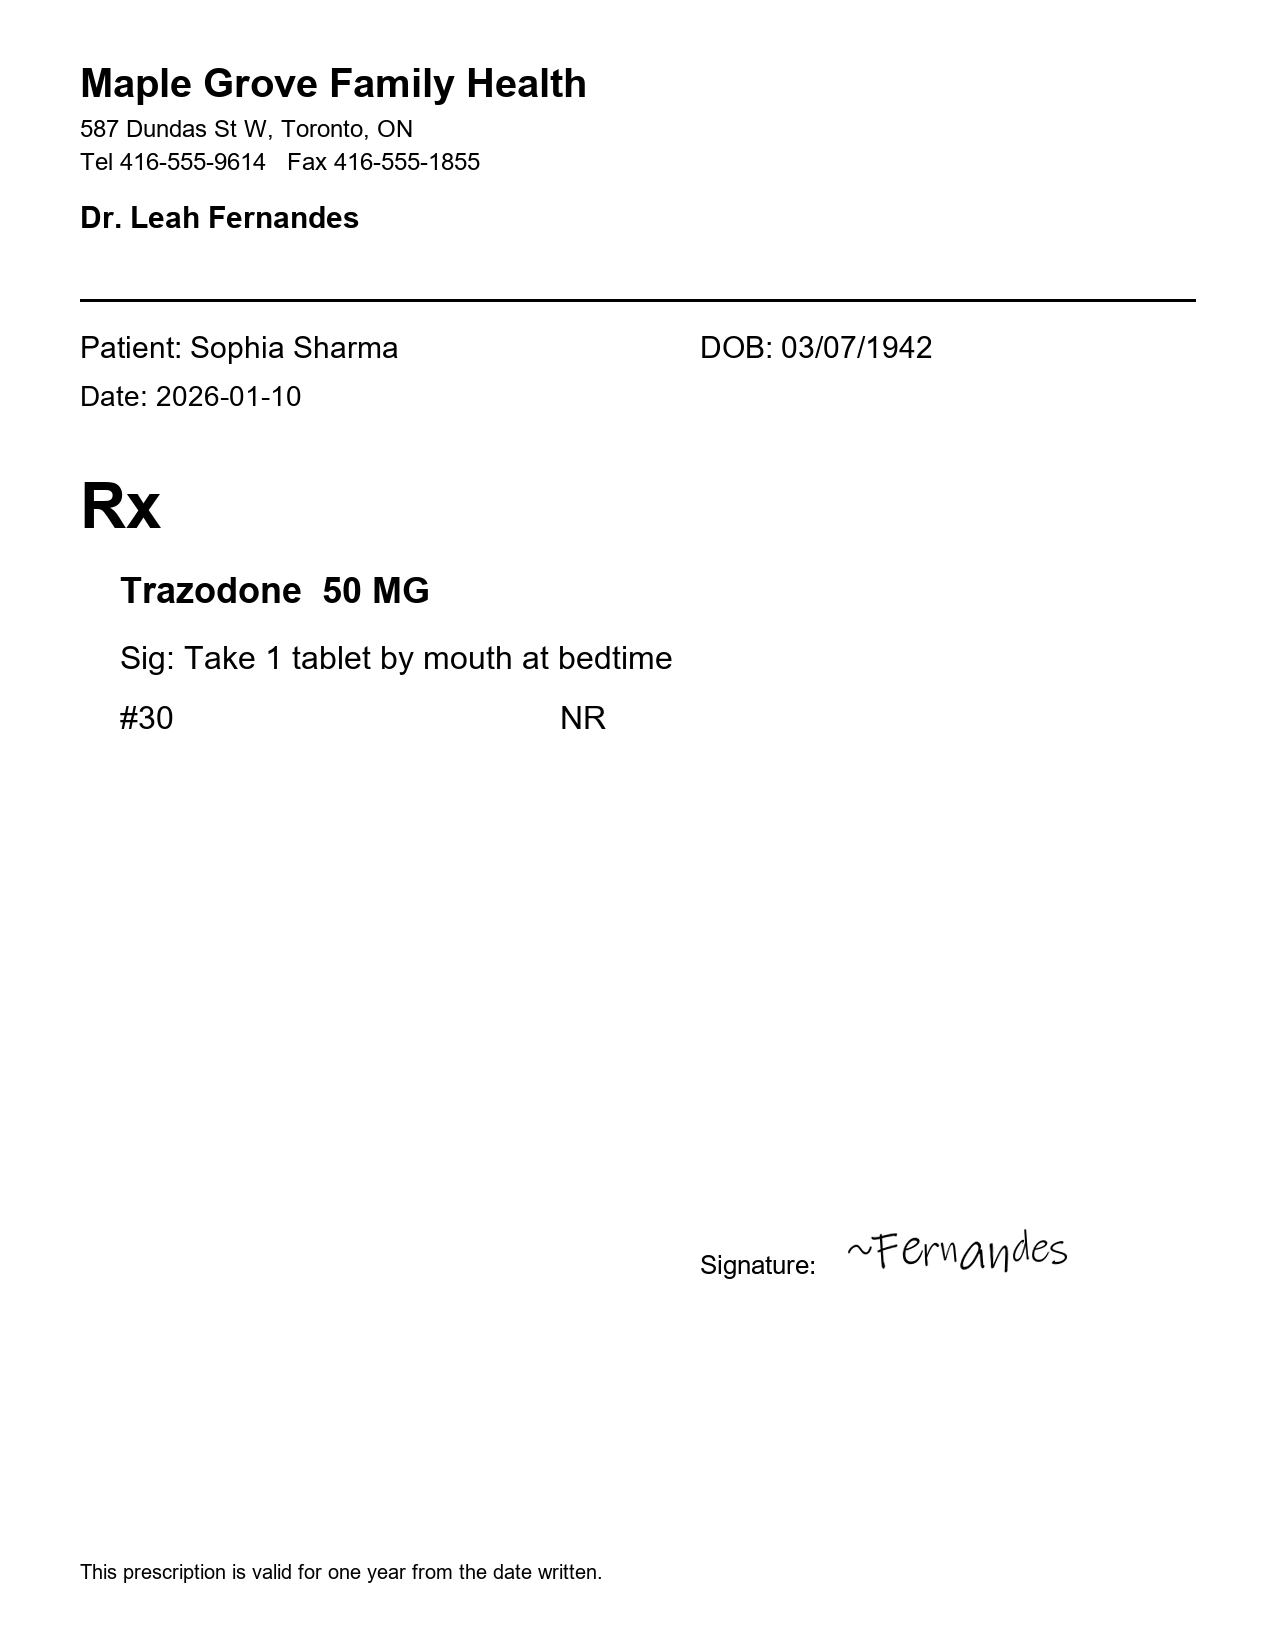 Maple Grove Family Health
587 Dundas St W, Toronto, ON
Tel 416-555-9614 Fax 416-555-1855
Dr. Leah Fernandes
Patient: Sophia Sharma DOB: 03/07/1942
Date: 2026-01-10
Rx
Trazodone 50 MG
Sig: Take 1 tablet by mouth at bedtime
#30 NR
Signature: ~Fernandes
This prescription is valid for one year from the date written.